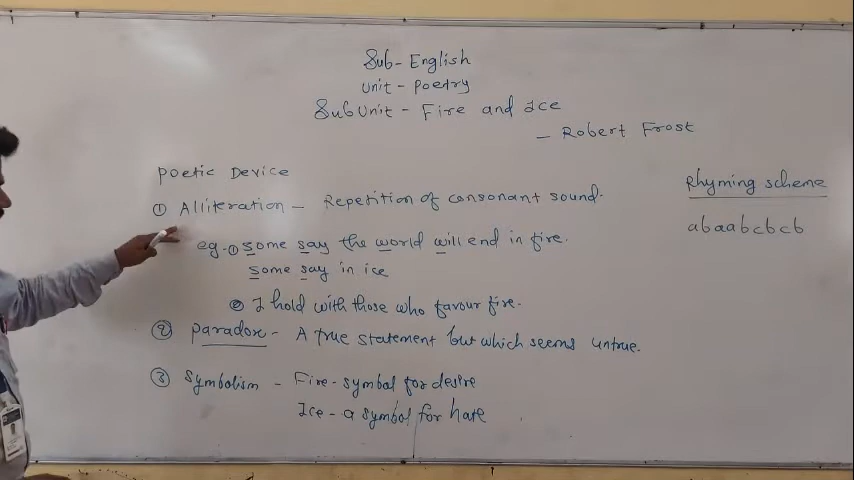 Sub- English
Unit - Poetry
SubUnit - Fire and Ice
- Robert Frost
Poetic Device
① Alliteration - Repetition of consonant sound.
eg. ① some say the world will end in fire.
Some say in ice
② I hold with those who favour fire.
② Paradox - A true statement but which seems untrue.
③ Symbolism - Fire - symbol for desire
Ice - a symbol for hate
Rhyming scheme
abaabcbcb